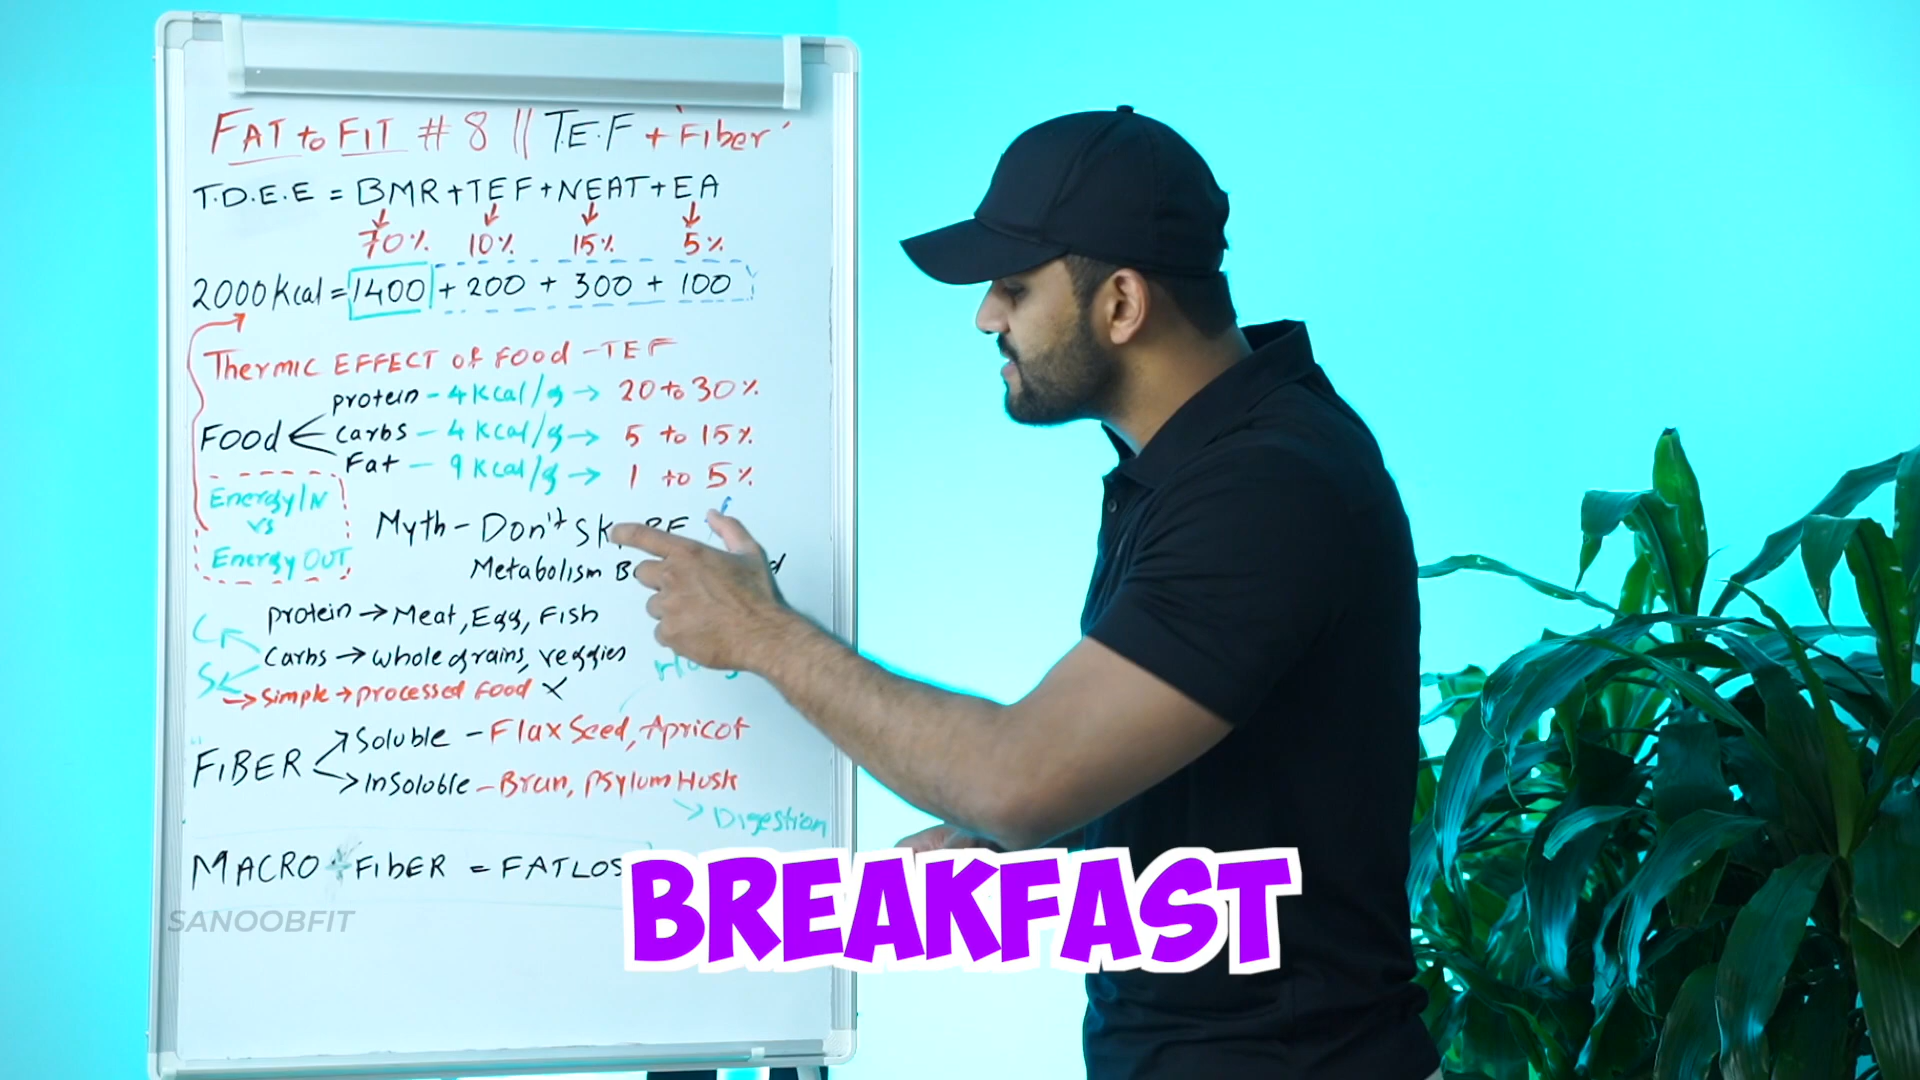 FAT to FIT # 8 || T.E.F + 'Fiber'
T.D.E.E = BMR + TEF + NEAT + EA
70% 10% 15% 5%
2000 Kcal = 1400 + 200 + 300 + 100
Thermic EFFECT of Food - TEF
protein - 4 Kcal/g → 20 to 30%
Food
Carbs - 4 Kcal/g → 5 to 15%
Fat - 9 Kcal/g → 1 to 5%
Energy IN
vs
Energy OUT
Myth - Don't BF
Metabolism
protein → Meat, Egg, Fish
C
Carbs → whole grains, veggies
S
→ Simple → processed Food X
FIBER
Soluble - Flax Seed, Apricot
InSoluble - Bran, Psylum Husk
→ Digestion
MACRO + FibER = FATLOS
BREAKFAST
SANOOBFIT